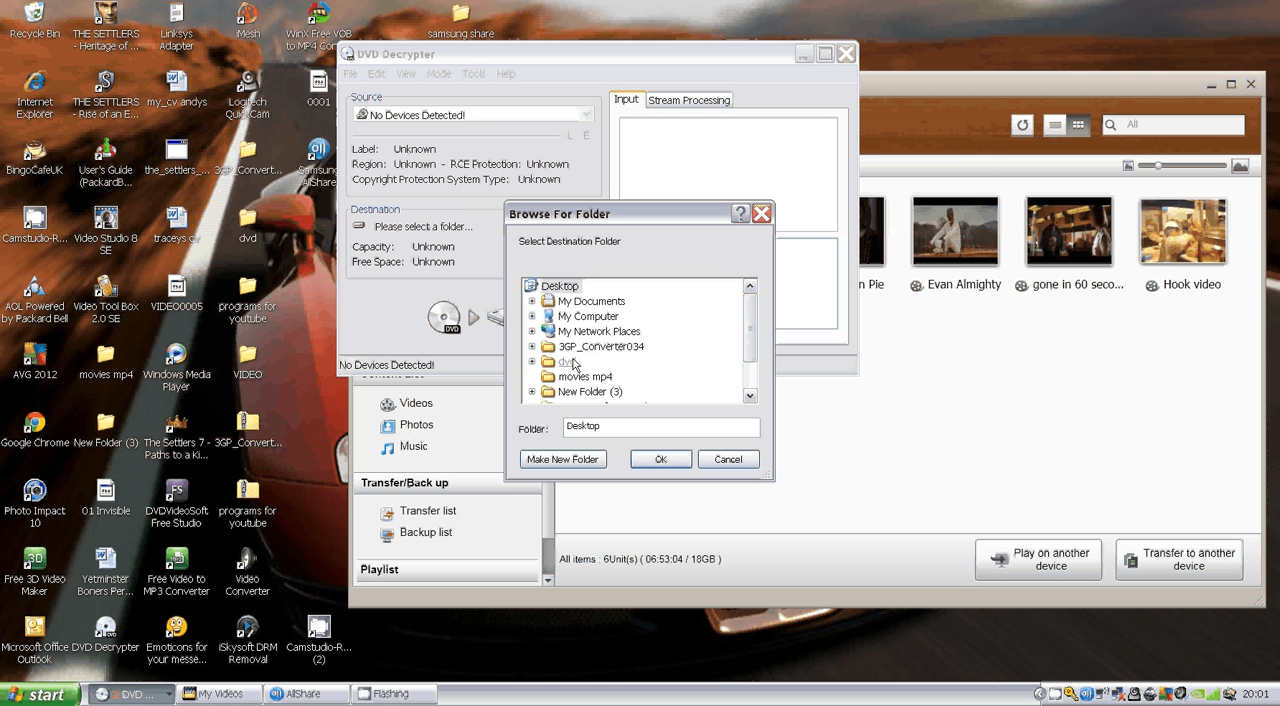 Recycle Bin
THE SETTLERS
- Heritage of ...
Linksys
Adapter
iMesh
WinX Free VOB
to MP4 Con
samsung share
Internet
Explorer
THE SETTLERS
- Rise of an E...
my_cv andys
Logitech
QuickCam
0001
BingoCafeUK
User's Guide
(PackardB...
the_settlers_...
3GP_Convert
Samsung
AllShare
Camstudio-R...
Video Studio 8
SE
traceys cv
dvd
AOL Powered
by Packard Bell
Video Tool Box
2.0 SE
VIDEO0005
programs for
youtube
AVG 2012
movies mp4
Windows Media
Player
VIDEO
Google Chrome
New Folder (3)
The Settlers 7 -
Paths to a Ki...
3GP_Convert...
Photo Impact
10
01 Invisible
DVDVideoSoft
Free Studio
programs for
youtube
Free 3D Video
Maker
Yetminster
Boners Per...
Free Video to
MP3 Converter
Video
Converter
Microsoft Office
Outlook
DVD Decrypter
Emoticons for
your messe...
iSkysoft DRM
Removal
Camstudio-R...
(2)
DVD Decrypter
File Edit View Mode Tools Help
Source
No Devices Detected!
L E
Label: Unknown
Region: Unknown - RCE Protection: Unknown
Copyright Protection System Type: Unknown
Destination
Please select a folder...
Capacity: Unknown
Free Space: Unknown
DVD
No Devices Detected!
Input Stream Processing
Browse For Folder
Select Destination Folder
Desktop
My Documents
My Computer
My Network Places
3GP_Converter034
dvd
movies mp4
New Folder (3)
Folder: Desktop
Make New Folder OK Cancel
All
n Pie
Evan Almighty
gone in 60 seco...
Hook video
Videos
Photos
Music
Transfer/Back up
Transfer list
Backup list
Playlist
All items : 6Unit(s) ( 06:53:04 / 18GB )
Play on another
device
Transfer to another
device
start
DVD ...
My Videos
AllShare
Flashing
20:01